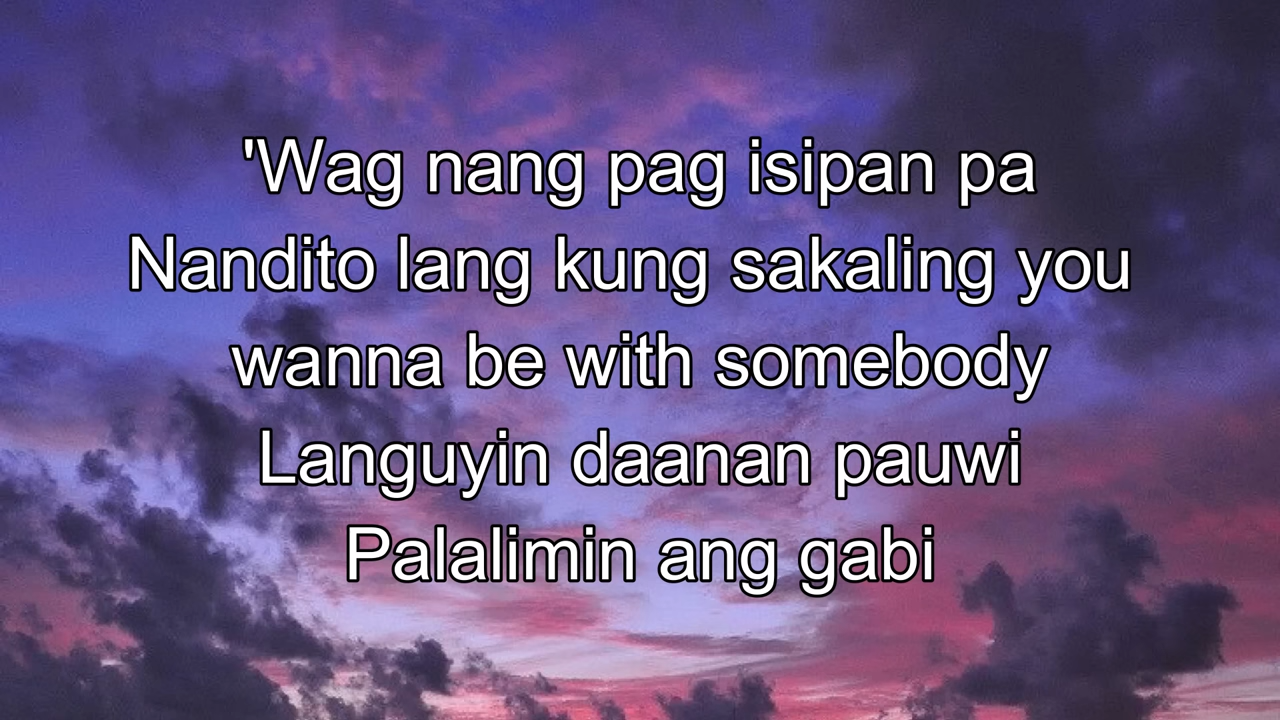 'Wag nang pag isipan pa
Nandito lang kung sakaling you
wanna be with somebody
Languyin daanan pauwi
Palalimin ang gabi